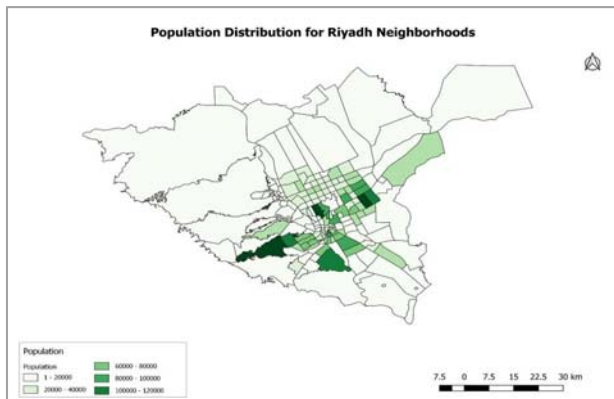 Population Distribution for Riyadh Neighborhoods
Population
Population
1 - 20000
20000 - 40000
60000 - 80000
80000 - 100000
100000 - 120000
7.5 0 7.5 15 22.5 30 km